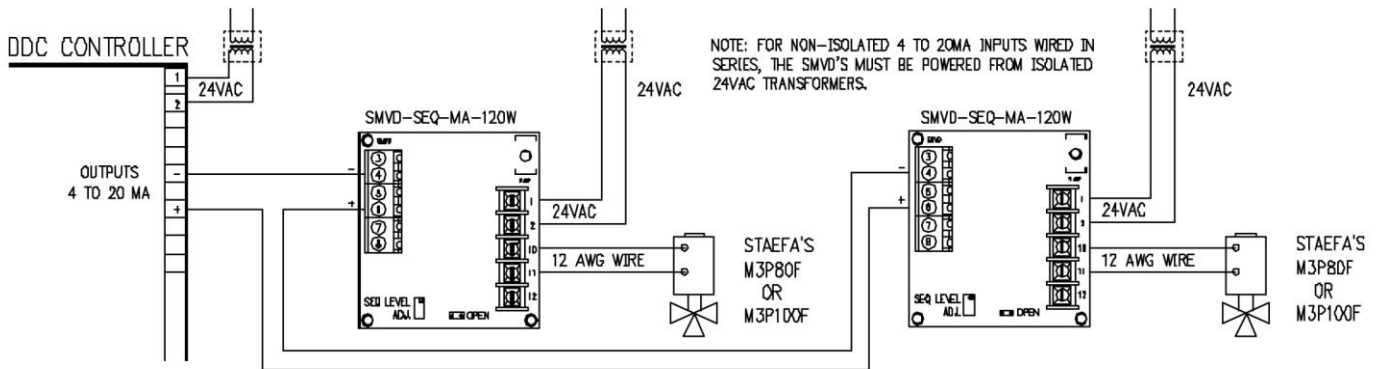 DDC CONTROLLER
1
2
24VAC
OUTPUTS
4 TO 20 MA
-
+
NOTE: FOR NON-ISOLATED 4 TO 20MA INPUTS WIRED IN
SERIES, THE SMVD'S MUST BE POWERED FROM ISOLATED
24VAC TRANSFORMERS.
24VAC
SMVD-SEQ-MA-120W
-
+
3
4
7
1
2
10
11
12
24VAC
12 AWG WIRE
SEQ LEVEL
ADJ.
OPEN
STAEFA'S
M3P80F
OR
M3P100F
24VAC
SMVD-SEQ-MA-120W
-
+
3
4
5
6
7
8
1
10
11
12
24VAC
12 AWG WIRE
SEQ LEVEL
ADJ.
OPEN
STAEFA'S
M3P80F
OR
M3P100F